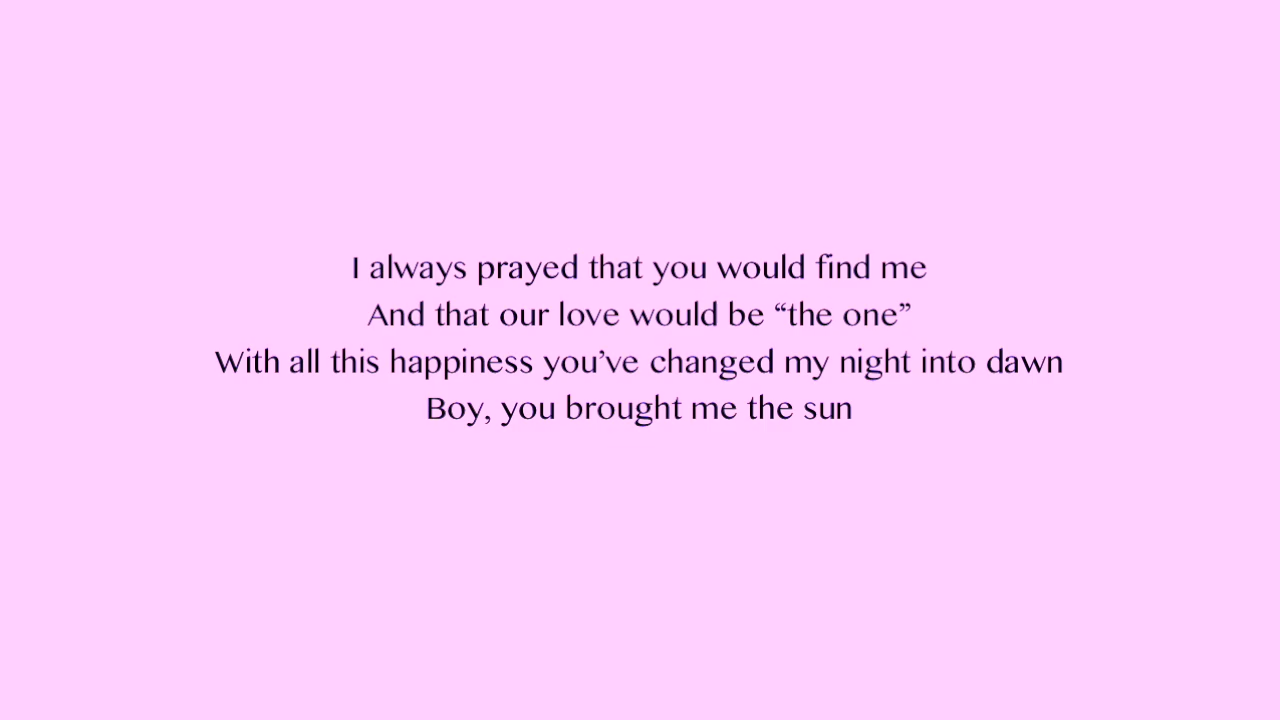 I always prayed that you would find me
And that our love would be “the one”
With all this happiness you’ve changed my night into dawn
Boy, you brought me the sun